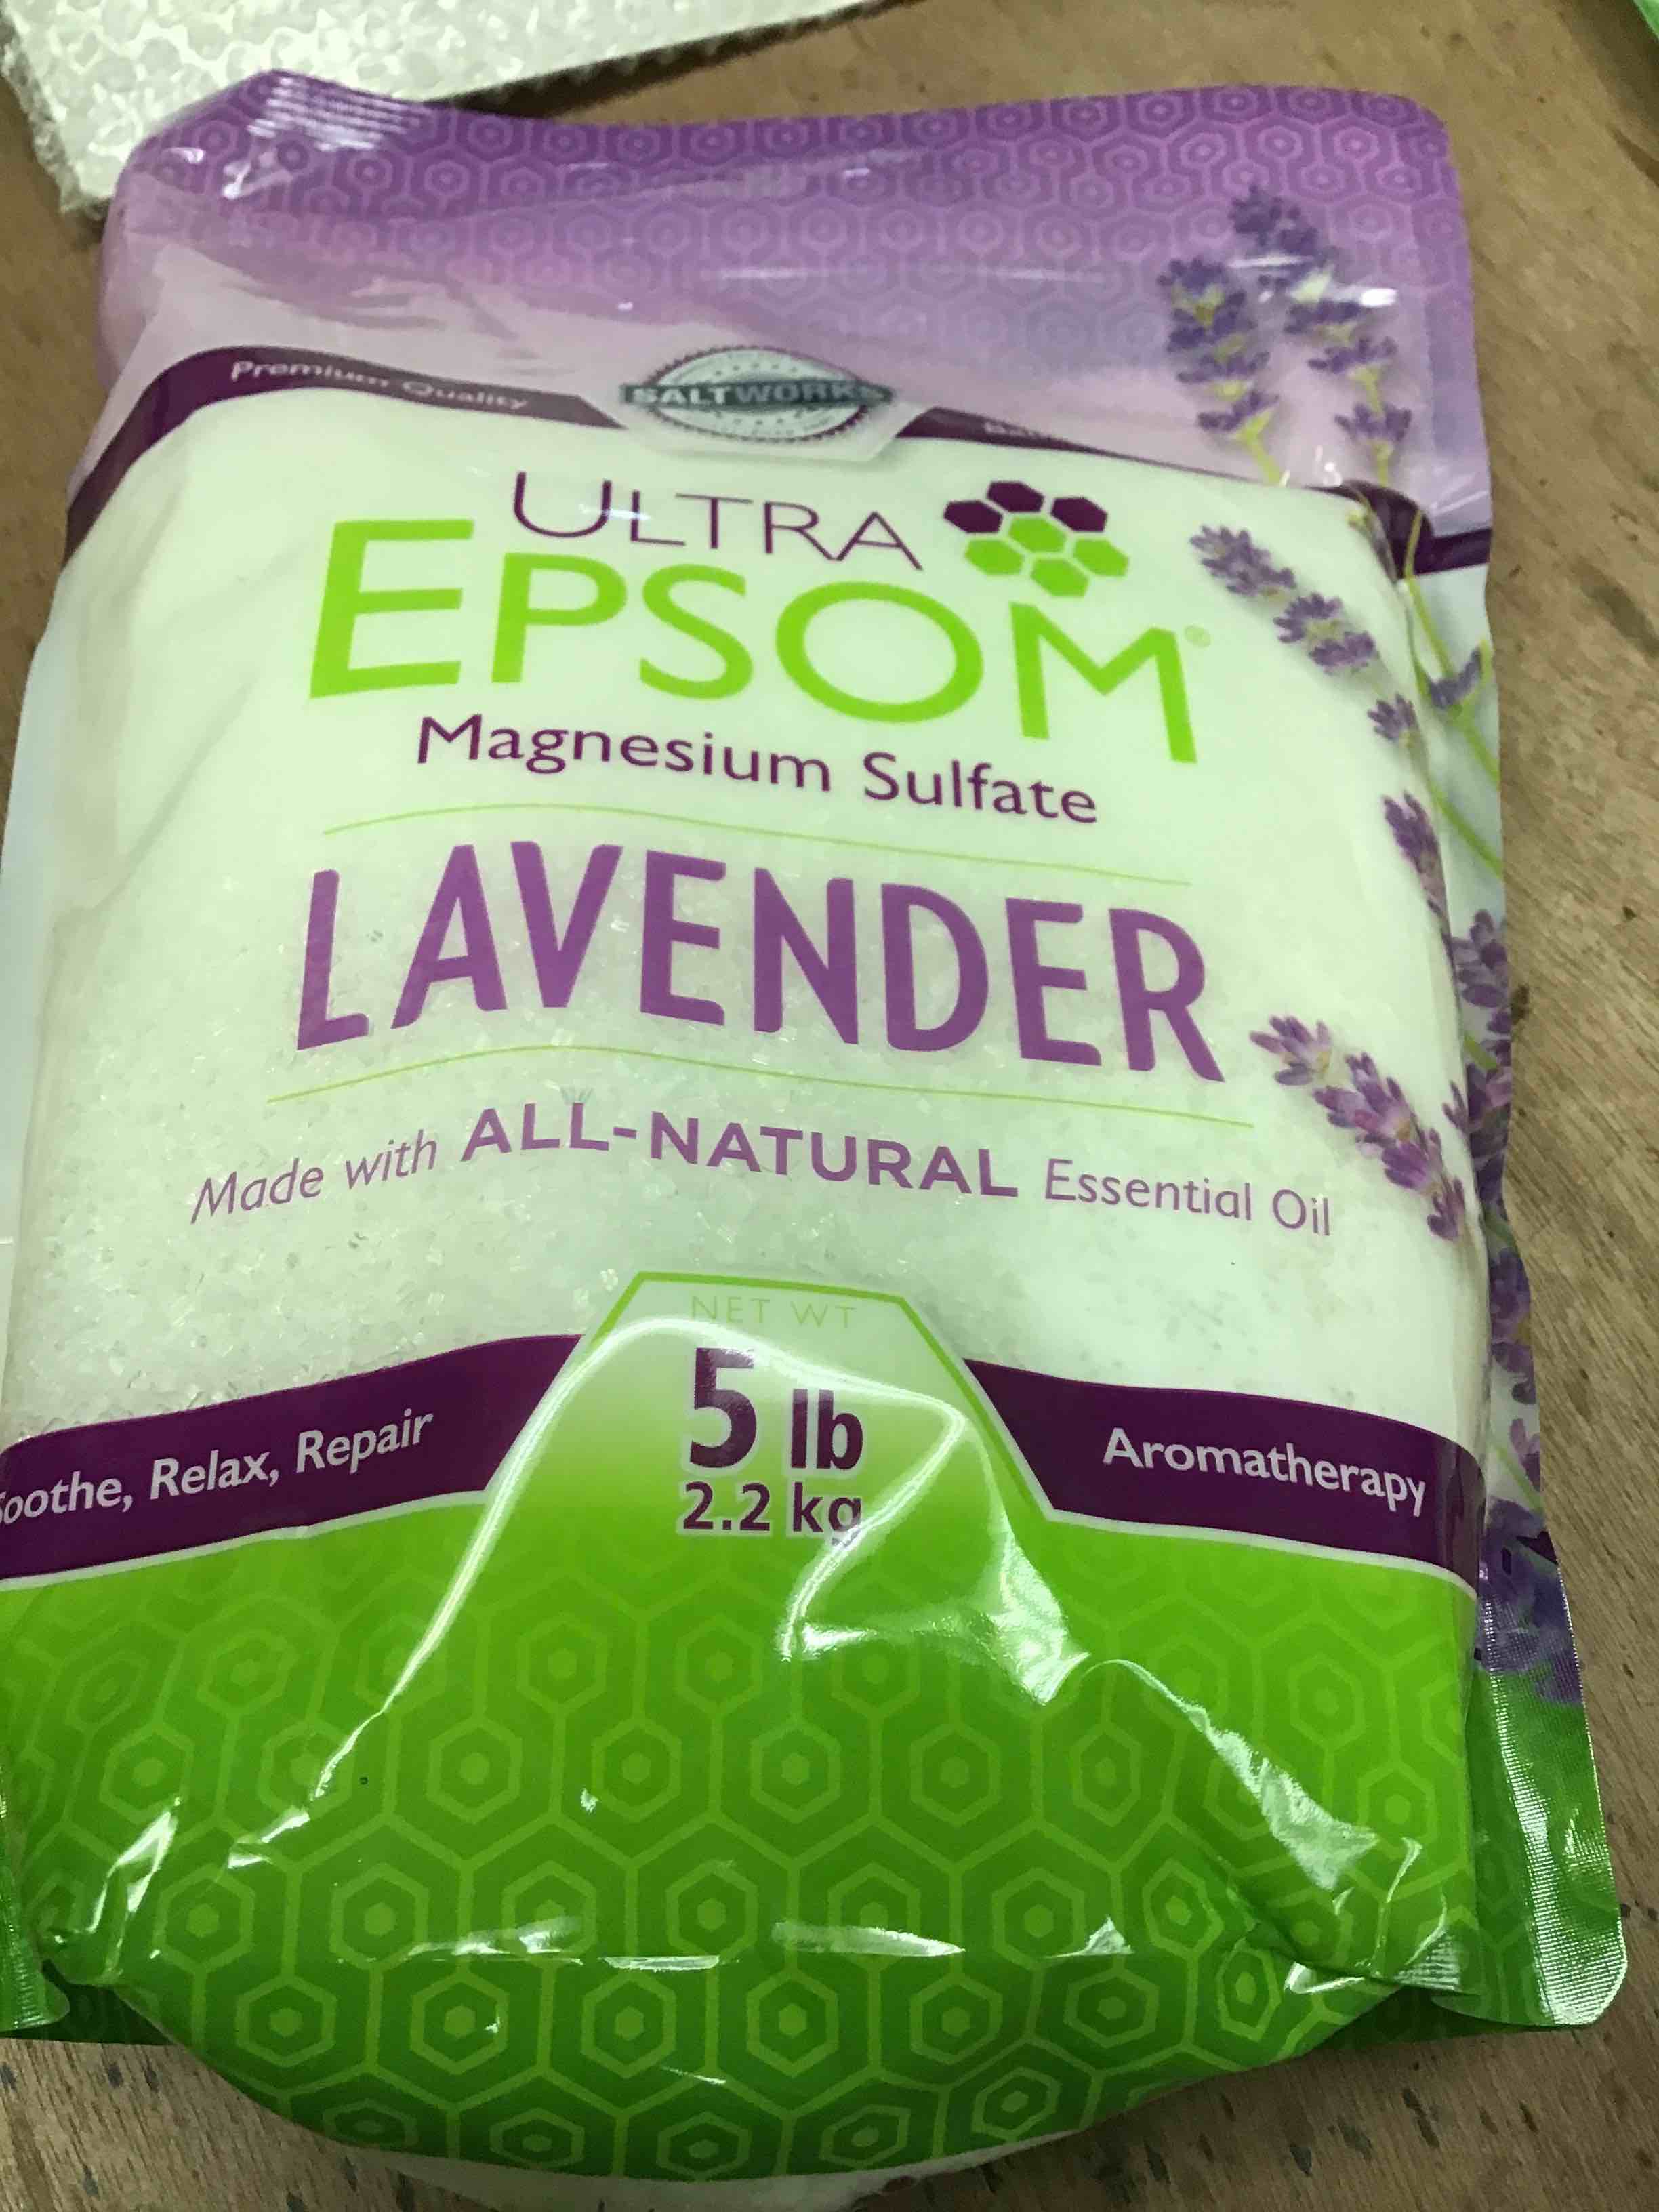 Premium Quality
SALTWORKS
ULTRA
EPSOM®
Magnesium Sulfate
LAVENDER
Made with ALL-NATURAL Essential Oil
NET WT
5 lb
2.2 kg
Soothe, Relax, Repair
Aromatherapy